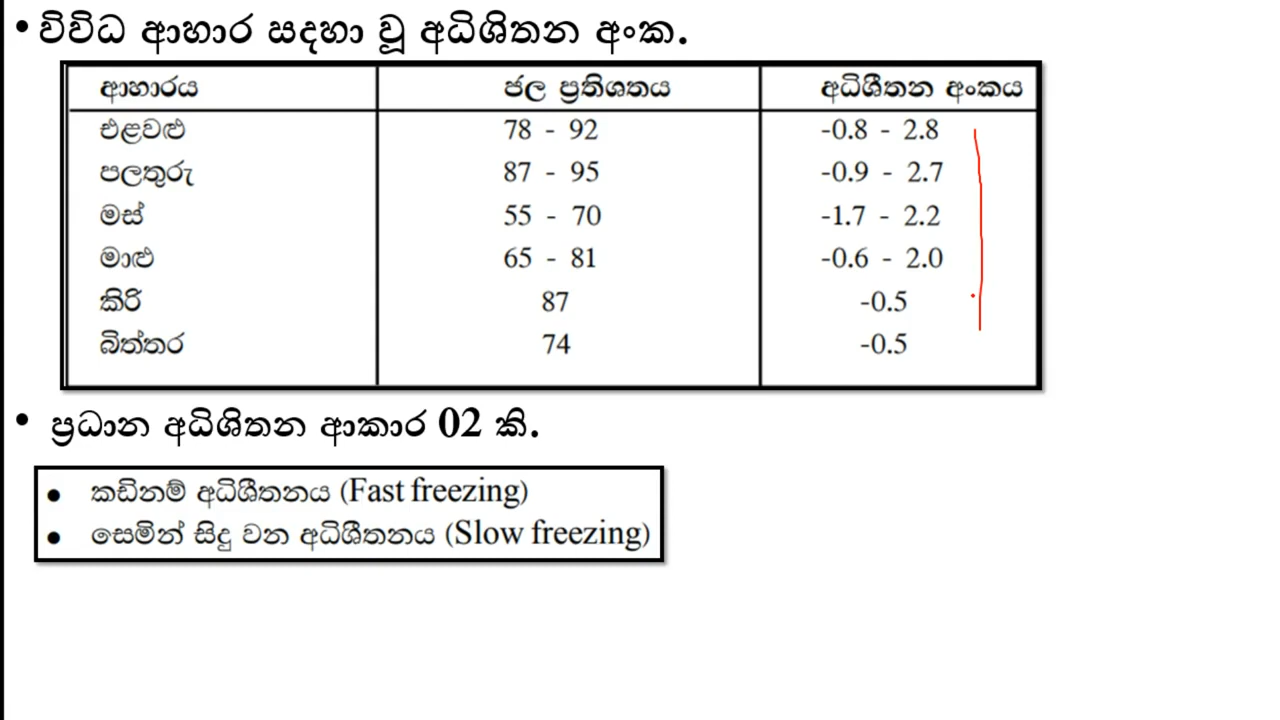 • විවිධ ආහාර සදහා වූ අධිශිතන අංක.
ආහාරය ජල ප්‍රතිශතය අධිශීතන අංකය
එළවළු 78 - 92 -0.8 - 2.8
පලතුරු 87 - 95 -0.9 - 2.7
මස් 55 - 70 -1.7 - 2.2
මාළු 65 - 81 -0.6 - 2.0
කිරි 87 -0.5
බිත්තර 74 -0.5
• ප්‍රධාන අධිශිතන ආකාර 02 කි.
• කඩිනම් අධිශීතනය (Fast freezing)
• සෙමින් සිදු වන අධිශීතනය (Slow freezing)